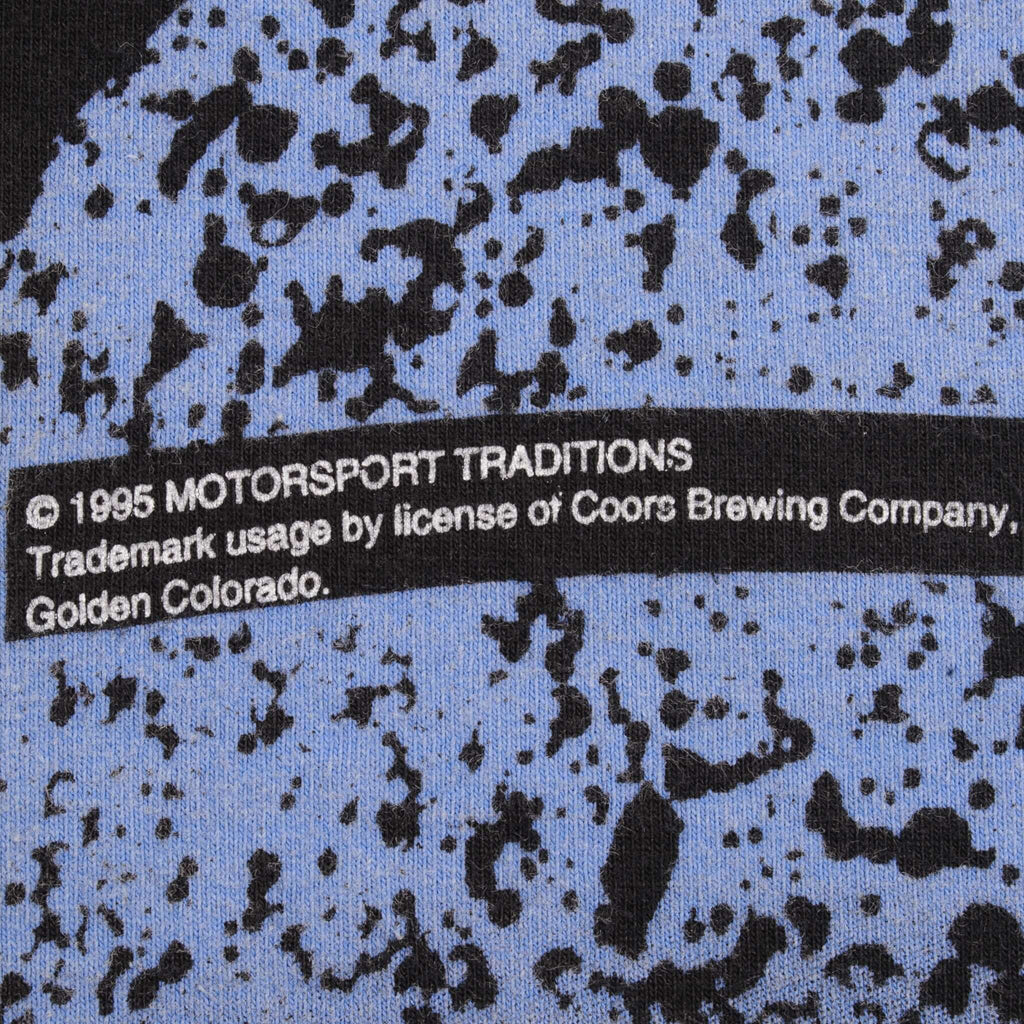 © 1995 MOTORSPORT TRADITIONS
Trademark usage by license of Coors Brewing Company,
Golden Colorado.